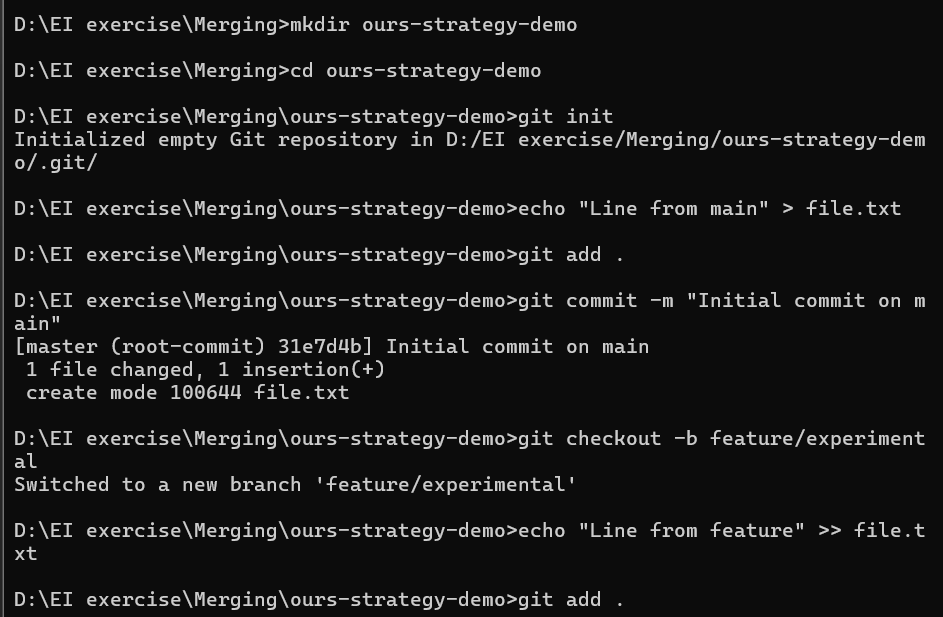 D:\EI exercise\Merging>mkdir ours-strategy-demo
D:\EI exercise\Merging>cd ours-strategy-demo
D:\EI exercise\Merging\ours-strategy-demo>git init
Initialized empty Git repository in D:/EI exercise/Merging/ours-strategy-dem
o/.git/
D:\EI exercise\Merging\ours-strategy-demo>echo "Line from main" > file.txt
D:\EI exercise\Merging\ours-strategy-demo>git add .
D:\EI exercise\Merging\ours-strategy-demo>git commit -m "Initial commit on m
ain"
[master (root-commit) 31e7d4b] Initial commit on main
 1 file changed, 1 insertion(+)
 create mode 100644 file.txt
D:\EI exercise\Merging\ours-strategy-demo>git checkout -b feature/experiment
al
Switched to a new branch 'feature/experimental'
D:\EI exercise\Merging\ours-strategy-demo>echo "Line from feature" >> file.t
xt
D:\EI exercise\Merging\ours-strategy-demo>git add .